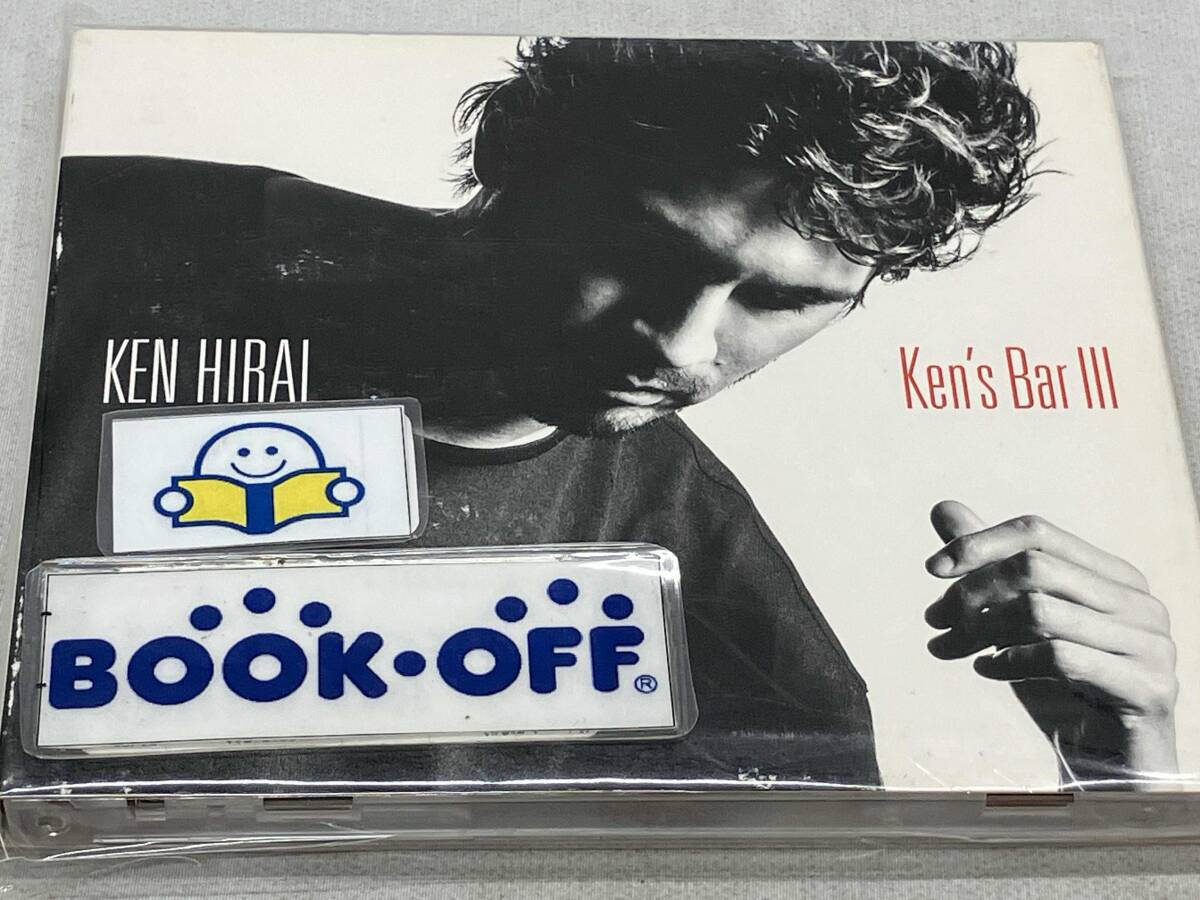 KEN HIRAI
Ken's Bar III
BOOK•OFF®